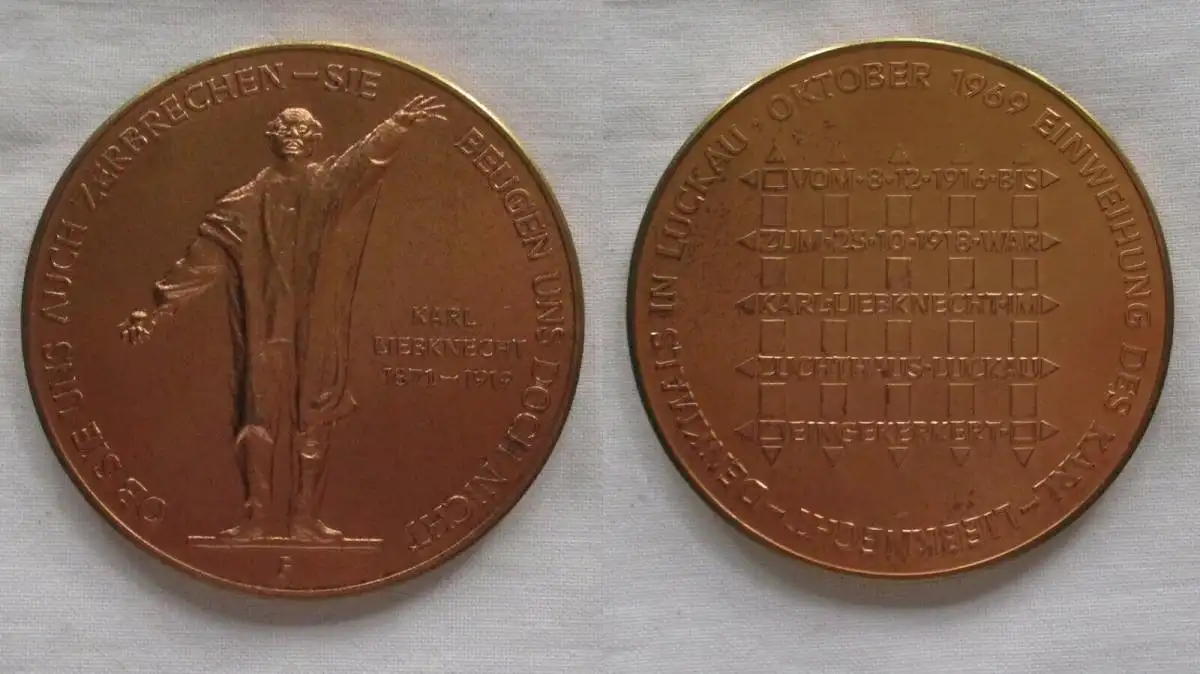 OB SIE UNS AUCH ZERBRECHEN – SIE BEUGEN UNS DOCH NICHT
KARL
LIEBKNECHT
1871 – 1919
F
OKTOBER 1969 EINWEIHUNG DES KARL – LIEBKNECHT – DENKMALS IN LUCKAU ·
VOM · 8 · 12 · 1916 · BIS
ZUM · 23 · 10 · 1918 · WAR
KARL · LIEBKNECHT · IM
ZUCHTHAUS · LUCKAU
EINGEKERKERT ·